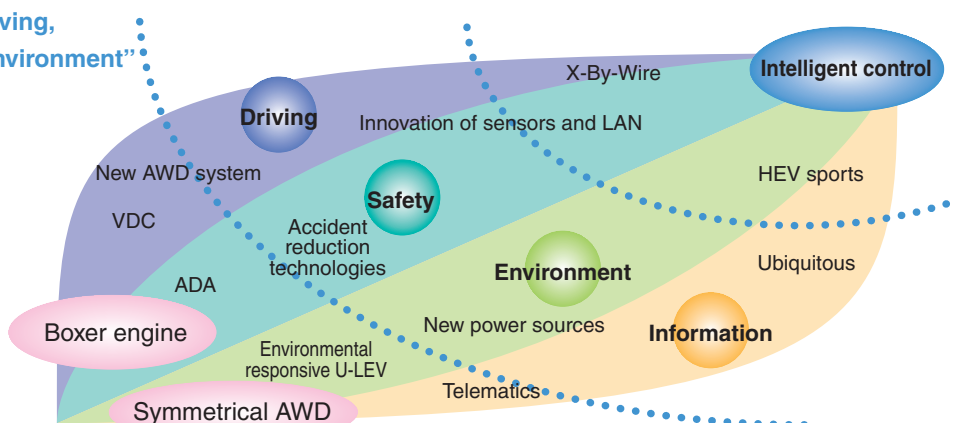 ving,
nvironment”
X-By-Wire
Intelligent control
Driving
Innovation of sensors and LAN
New AWD system
HEV sports
Safety
VDC
Accident
reduction
technologies
Ubiquitous
Environment
ADA
New power sources
Information
Boxer engine
Environmental
responsive U-LEV
Telematics
Symmetrical AWD